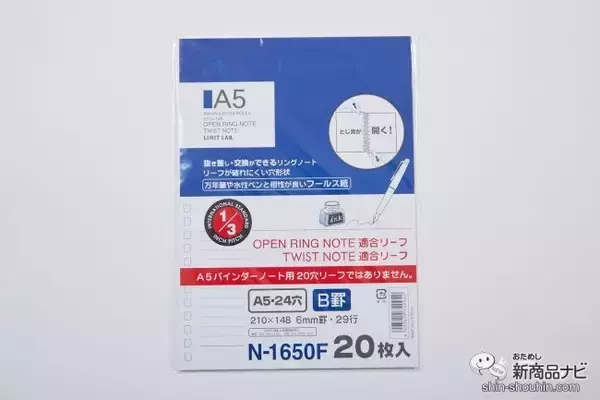 A5
210×148
OPEN RING NOTE
TWIST NOTE
LIHIT LAB.
とじ具が
開く!
抜き差し・交換ができるリングノート
リーフが破れにくい穴形状
万年筆や水性ペンと相性が良いフールス紙
INTERNATIONAL STANDARD
1/3
INCH PITCH
Ink
OPEN RING NOTE 適合リーフ
TWIST NOTE 適合リーフ
A5バインダーノート用20穴リーフではありません。
A5・24穴
B罫
210×148 6mm罫・29行
N-1650F 20枚入
おためし
新商品ナビ
shin-shouhin.com